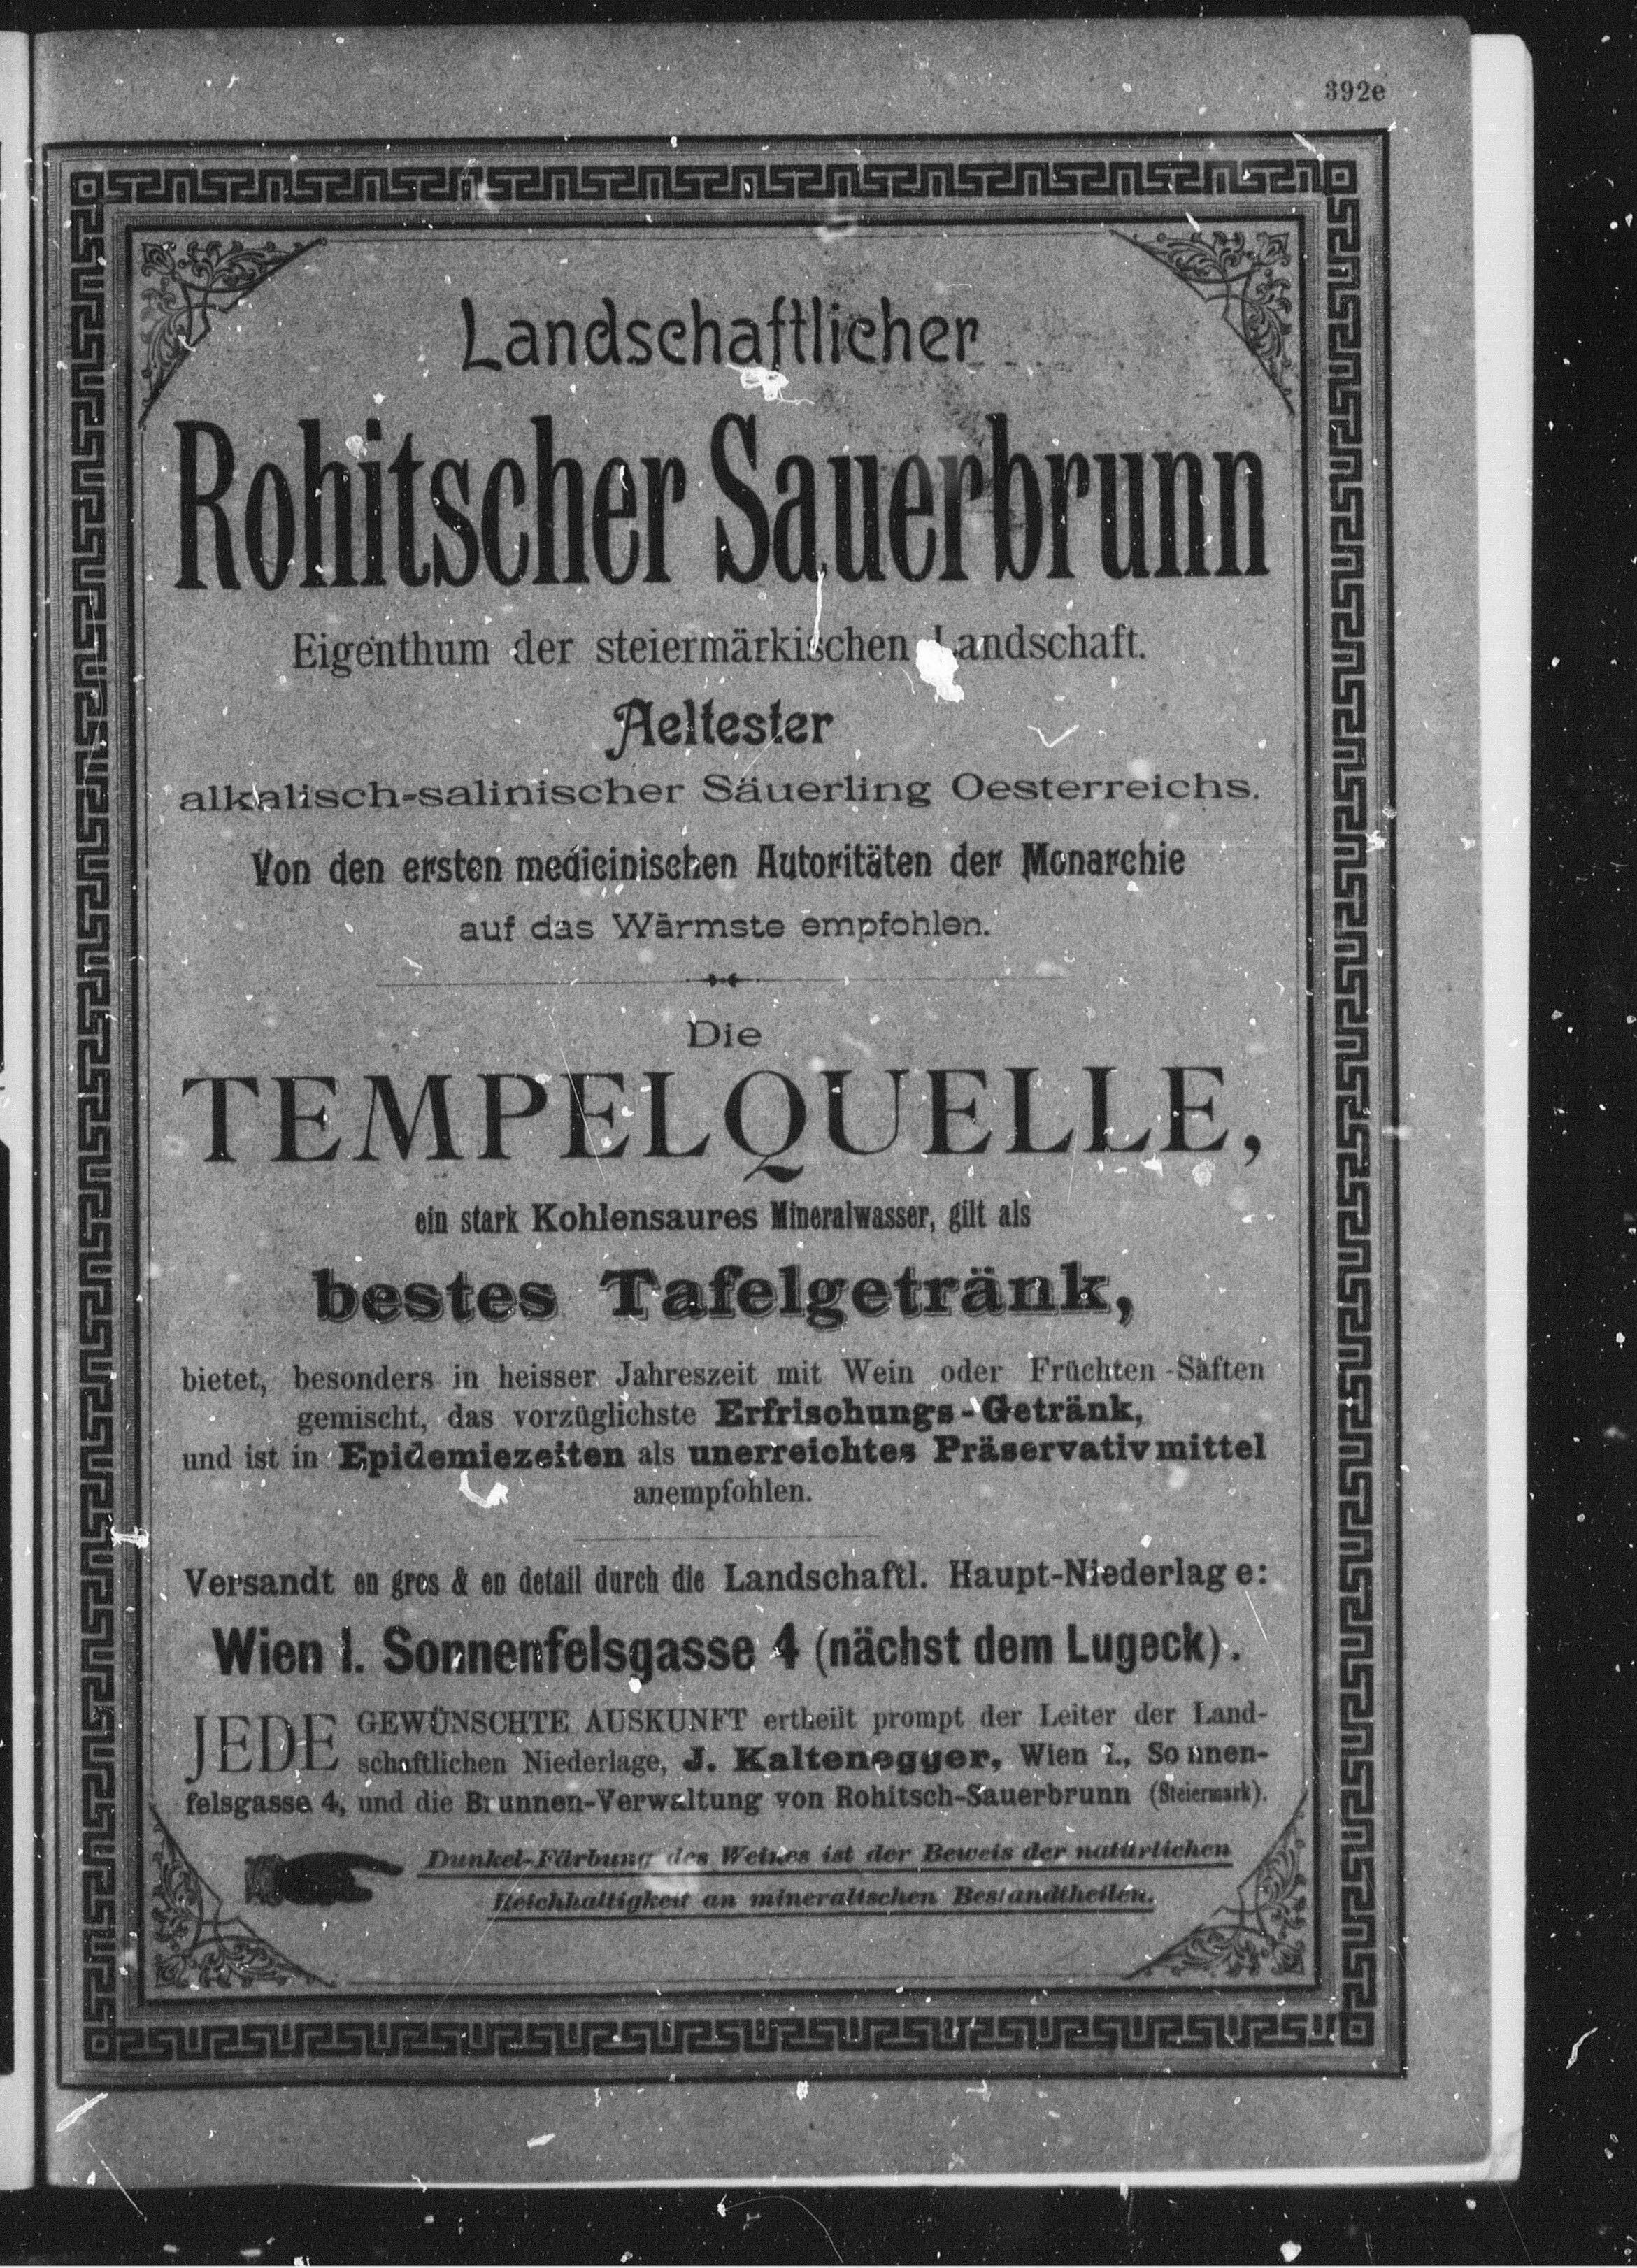 392e
Landschaftlicher
Rohitscher Sauerbrunn
Eigenthum der steiermärkischen Landschaft.
Aeltester
alkalisch-salinischer Säuerling Oesterreichs.
Von den ersten medicinischen Autoritäten der Monarchie
auf das Wärmste empfohlen.
Die
TEMPELQUELLE,
ein stark Kohlensaures Mineralwasser, gilt als
bestes Tafelgetränk,
bietet, besonders in heisser Jahreszeit mit Wein oder Früchten-Säften
gemischt, das vorzüglichste Erfrischungs-Getränk,
und ist in Epidemiezeiten als unerreichtes Präservativmittel
anempfohlen.
Versandt en gros & en detail durch die Landschaftl. Haupt-Niederlage:
Wien I. Sonnenfelsgasse 4 (nächst dem Lugeck).
JEDE GEWÜNSCHTE AUSKUNFT ertheilt prompt der Leiter der Land-
schaftlichen Niederlage, J. Kaltenegger, Wien I., Sonnen-
felsgasse 4, und die Brunnen-Verwaltung von Rohitsch-Sauerbrunn (Steiermark).
Dunkel-Färbung des Weines ist der Beweis der natürlichen
Reichhaltigkeit an mineralischen Bestandtheilen.